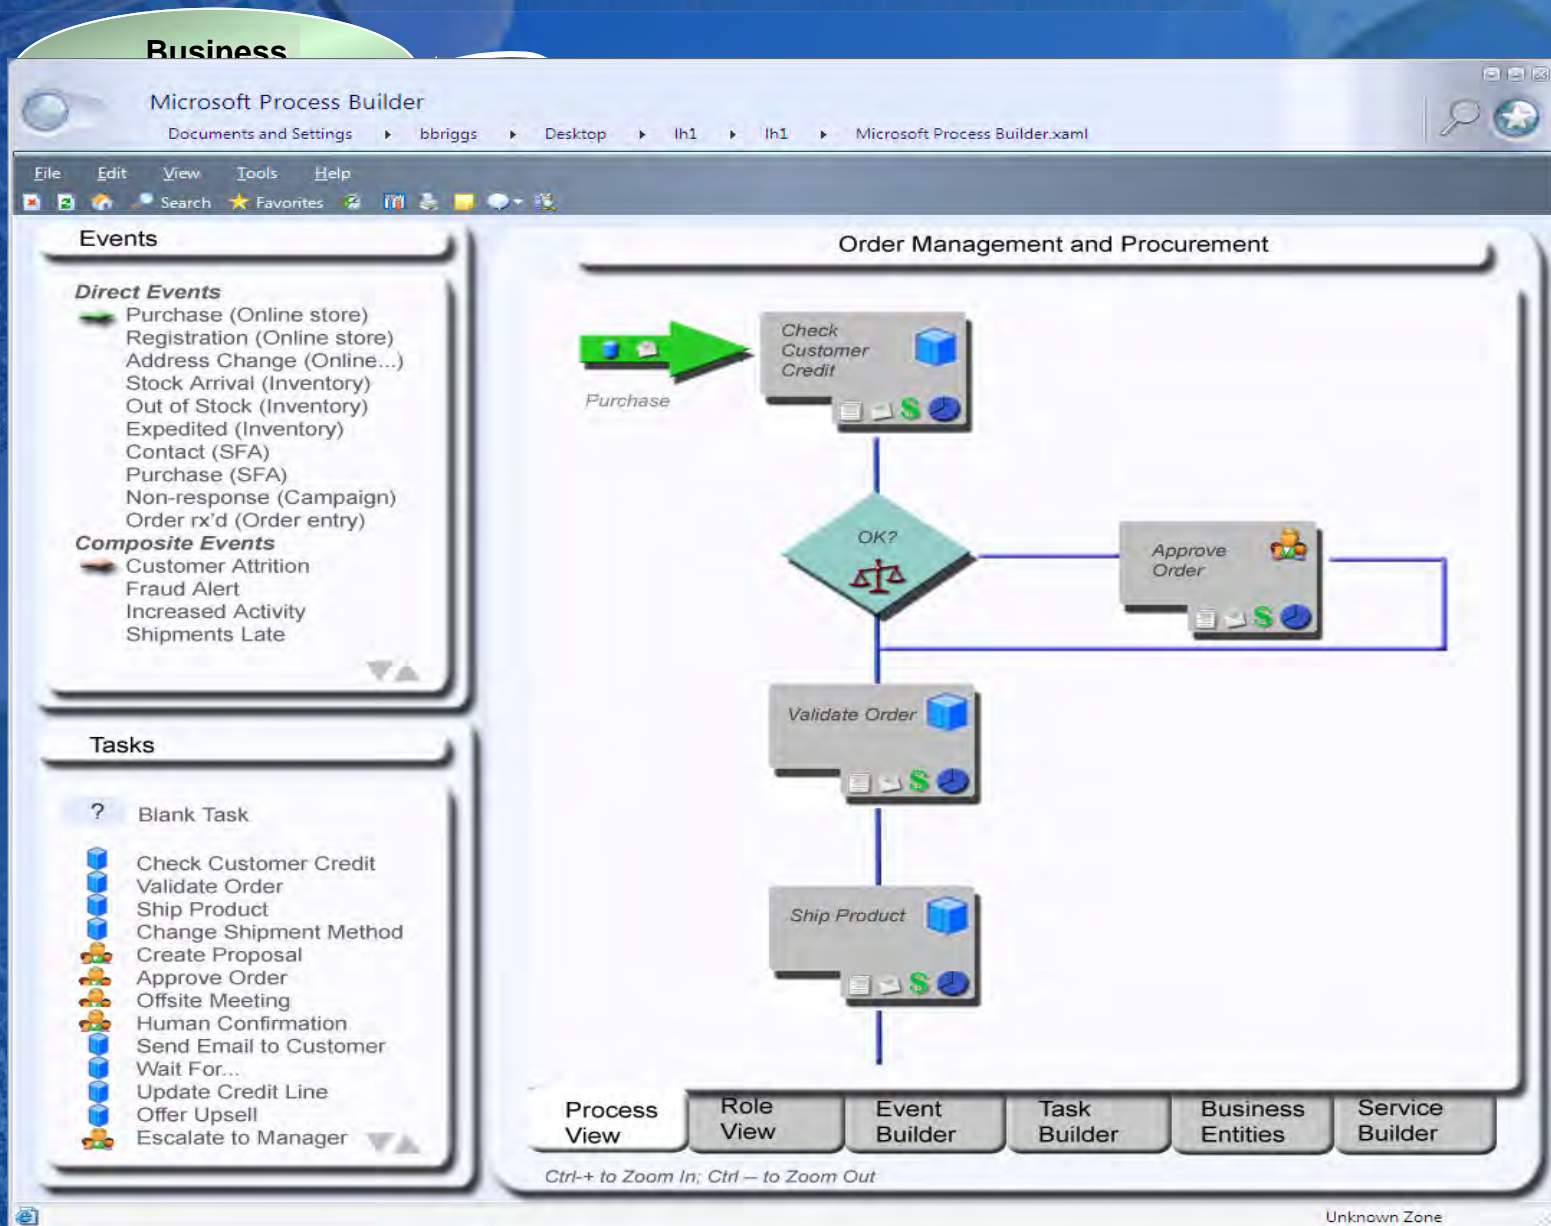 Business
Microsoft Process Builder
Documents and Settings bbriggs Desktop lh1 lh1 Microsoft Process Builder.xaml
File Edit View Tools Help
Search Favorites
Events
Direct Events
Purchase (Online store)
Registration (Online store)
Address Change (Online...)
Stock Arrival (Inventory)
Out of Stock (Inventory)
Expedited (Inventory)
Contact (SFA)
Purchase (SFA)
Non-response (Campaign)
Order rx'd (Order entry)
Composite Events
Customer Attrition
Fraud Alert
Increased Activity
Shipments Late
Tasks
? Blank Task
Check Customer Credit
Validate Order
Ship Product
Change Shipment Method
Create Proposal
Approve Order
Offsite Meeting
Human Confirmation
Send Email to Customer
Wait For...
Update Credit Line
Offer Upsell
Escalate to Manager
Order Management and Procurement
Purchase
Check
Customer
Credit
$
OK?
Approve
Order
$
Validate Order
$
Ship Product
$
Process
View
Role
View
Event
Builder
Task
Builder
Business
Entities
Service
Builder
Ctrl-+ to Zoom In; Ctrl -- to Zoom Out
Unknown Zone